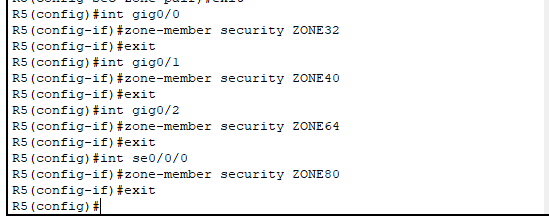 R5(config)#int gig0/0
R5(config-if)#zone-member security ZONE32
R5(config-if)#exit
R5(config)#int gig0/1
R5(config-if)#zone-member security ZONE40
R5(config-if)#exit
R5(config)#int gig0/2
R5(config-if)#zone-member security ZONE64
R5(config-if)#exit
R5(config)#int se0/0/0
R5(config-if)#zone-member security ZONE80
R5(config-if)#exit
R5(config)#